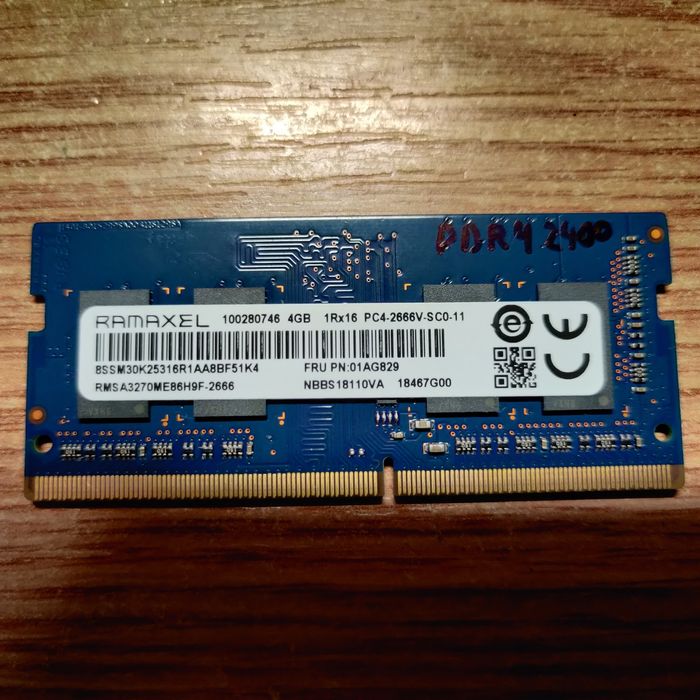 DDR4 2400
RAMAXEL 100280746 4GB 1Rx16 PC4-2666V-SC0-11
8SSM30K25316R1AA8BF51K4 FRU PN:01AG829
RMSA3270ME86H9F-2666 NBBS18110VA 18467G00